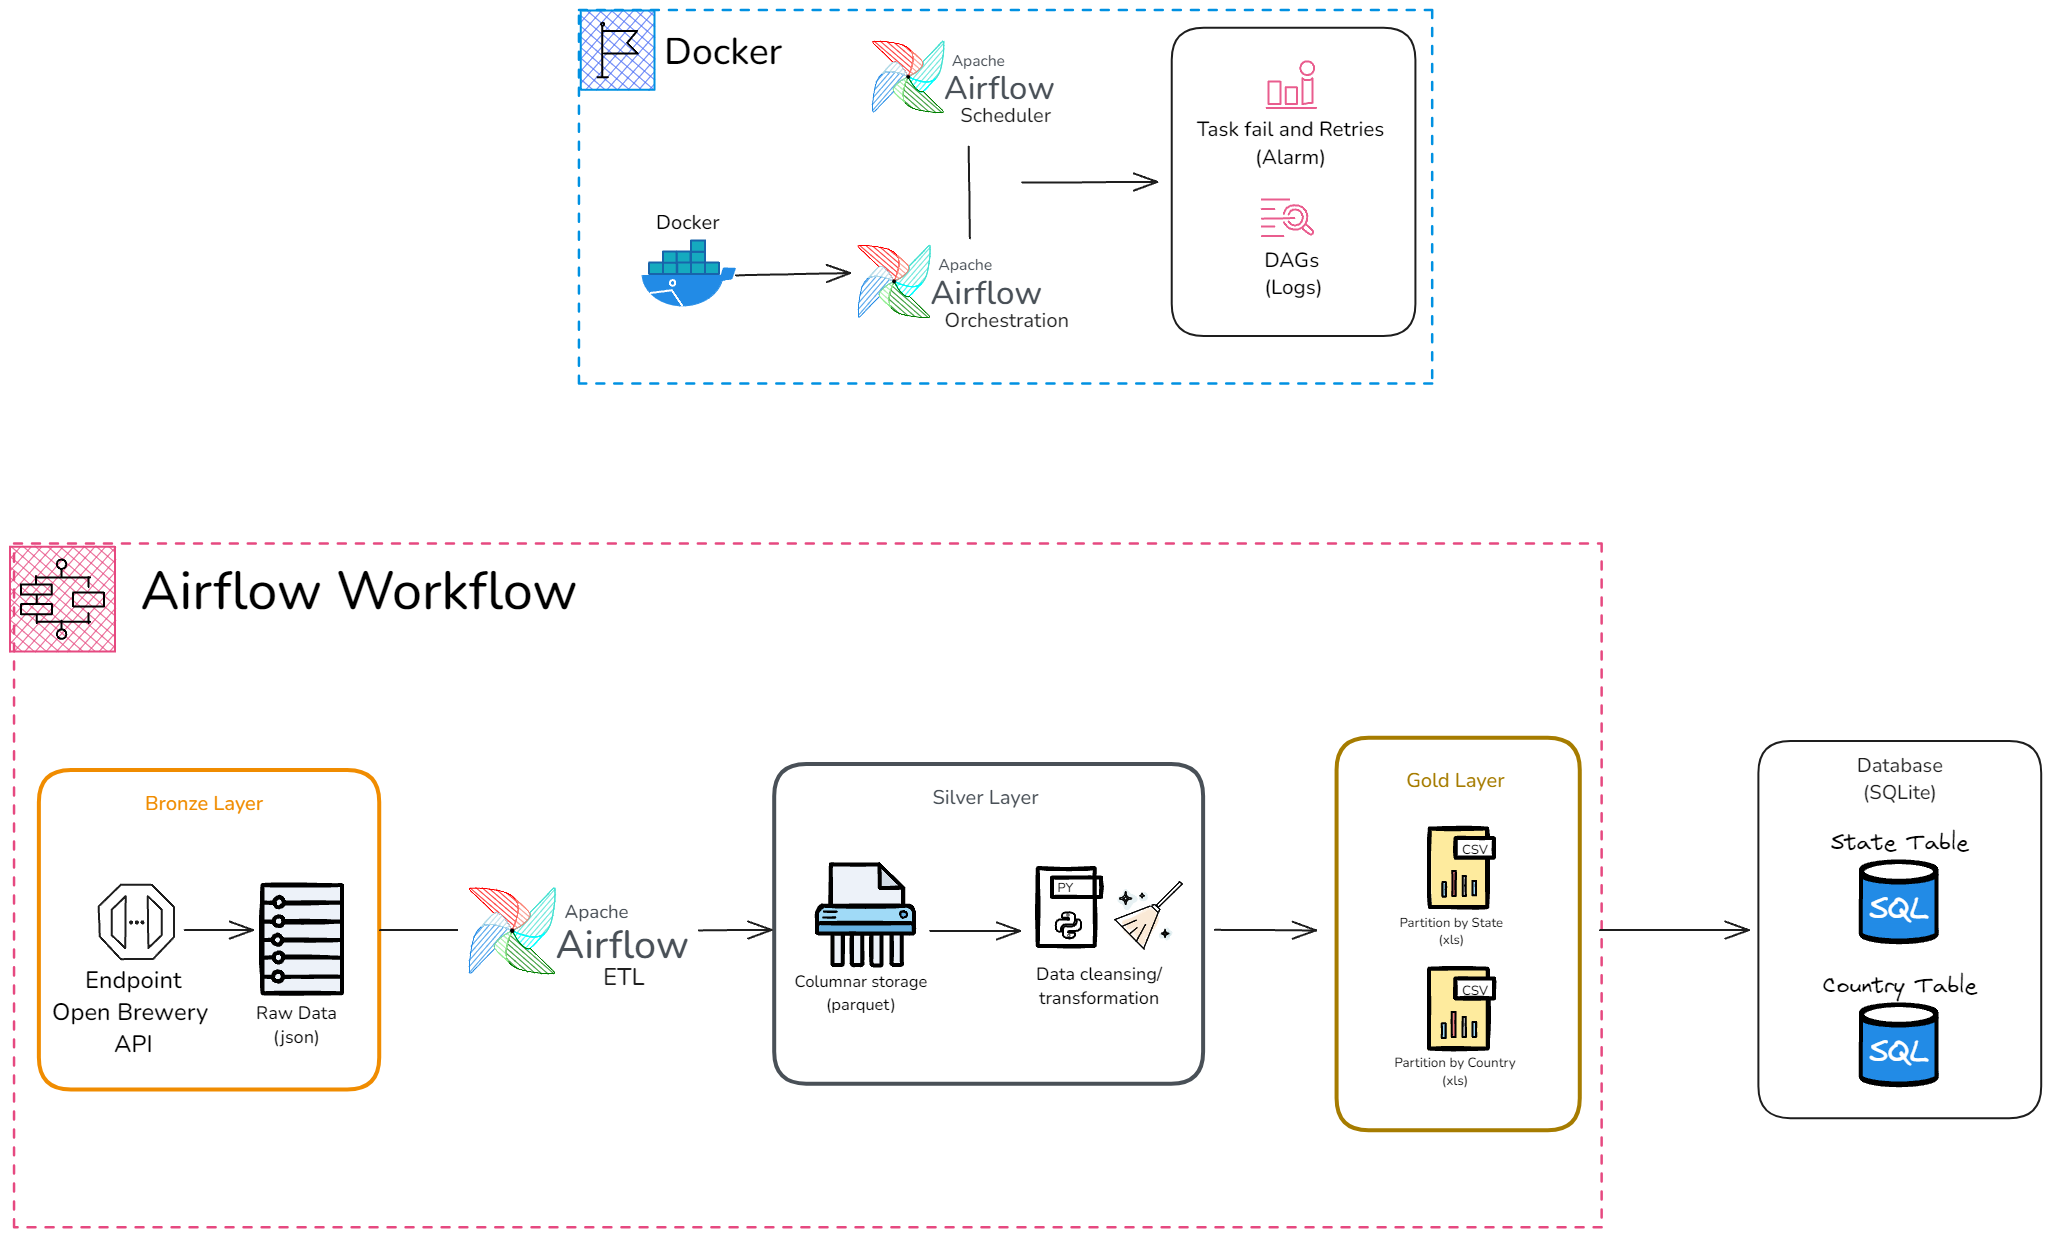 Docker
Apache
Airflow
Scheduler
Task fail and Retries
(Alarm)
Docker
Apache
Airflow
Orchestration
DAGs
(Logs)
Airflow Workflow
Bronze Layer
Endpoint
Open Brewery
API
Raw Data
(json)
Apache
Airflow
ETL
Silver Layer
Columnar storage
(parquet)
PY
Data cleansing/
transformation
Gold Layer
CSV
Partition by State
(xls)
CSV
Partition by Country
(xls)
Database
(SQLite)
State Table
SQL
Country Table
SQL